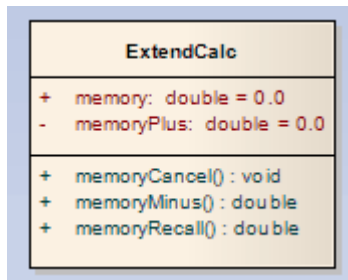 ExtendCalc
+ memory: double = 0.0
- memoryPlus: double = 0.0
+ memoryCancel() : void
+ memoryMinus() : double
+ memoryRecall() : double